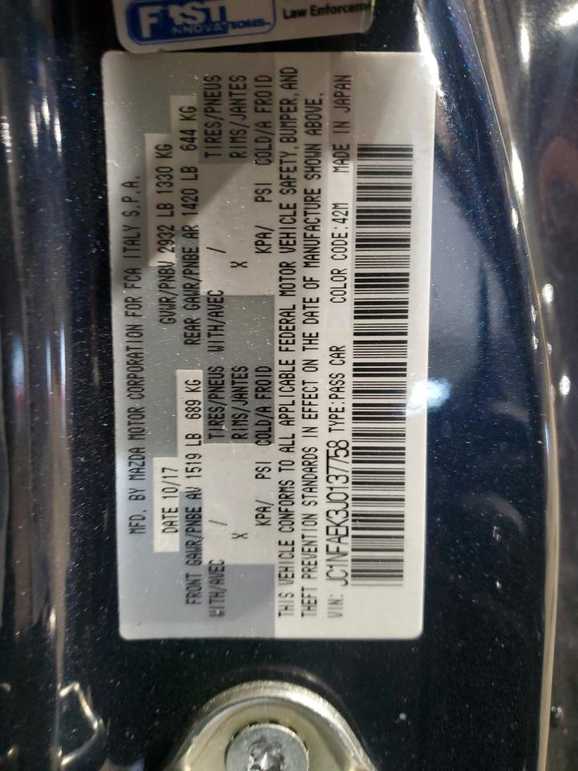 FAST
INNOVATIONS
Law Enforcem
MFD. BY MAZDA MOTOR CORPORATION FOR FCA ITALY S.P.A.
DATE 10/17 GVWR/PNBV 2932 LB 1330 KG
FRONT GAWR/PNBE AV 1519 LB 689 KG REAR GAWR/PNBE AR 1420 LB 644 KG
WITH/AVEC / TIRES/PNEUS WITH/AVEC / TIRES/PNEUS
X RIMS/JANTES X RIMS/JANTES
KPA/ PSI COLD/A FROID KPA/ PSI COLD/A FROID
THIS VEHICLE CONFORMS TO ALL APPLICABLE FEDERAL MOTOR VEHICLE SAFETY, BUMPER, AND
THEFT PREVENTION STANDARDS IN EFFECT ON THE DATE OF MANUFACTURE SHOWN ABOVE.
VIN: JC1NFAEK3J0137758 TYPE:PASS CAR COLOR CODE:42M MADE IN JAPAN